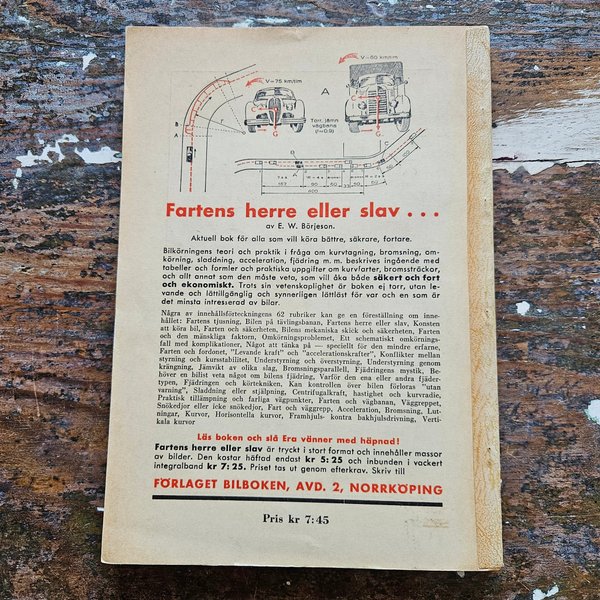 V=75 km/tim
V=50 km/tim
A
Torr, jämn
vägbana
(f=0,9)
Fartens herre eller slav . . .
av E. W. Börjeson.
Aktuell bok för alla som vill köra bättre, säkrare, fortare.
Bilkörningens teori och praktik i fråga om kurvtagning, bromsning, om-
körning, sladdning, acceleration, fjädring m. m. beskrives ingående med
tabeller och formler och praktiska uppgifter om kurvfarter, bromssträckor,
och allt annat som den måste veta, som vill åka både säkert och fort
och ekonomiskt. Trots sin vetenskaplighet är boken ej torr, utan le-
vande och lättillgänglig och synnerligen lättläst för var och en som är
det minsta intresserad av bilar.
Några av innehållsförteckningens 62 rubriker kan ge en föreställning om inne-
hållet: Fartens tjusning, Bilen på tävlingsbanan, Fartens herre eller slav, Konsten
att köra bil, Farten och säkerheten, Bilens mekaniska skick och säkerheten, Farten
och den mänskliga faktorn, Omkörningsproblemet, Ett schematiskt omkörnings-
fall med komplikationer, Något att tänka på — speciellt för den mindre erfarne,
Farten och fordonet, "Levande kraft" och "accelerationskrafter", Konflikter mellan
styrning och kursstabilitet, Understyrning och överstyrning, Understyrning genom
krängning, Jämvikt av olika slag, Bromsningsparallell, Fjädringens mystik, Be-
höver en bilist veta något om bilens fjädring, Varför den ena eller andra fjäder-
typen, Fjädringen och körtekniken, Kan kontrollen över bilen förloras "utan
varning", Sladdning eller stjälpning, Centrifugalkraft, hastighet och kurvradie,
Praktisk tillämpning och farliga vägpunkter, Farten och vägbanan, Väggreppet,
Snökedjor eller icke snökedjor, Fart och väggrepp, Acceleration, Bromsning, Lut-
ningar, Kurvor, Horisontella kurvor, Framhjuls- kontra bakhjulsdrivning, Verti-
kala kurvor
Läs boken och slå Era vänner med häpnad!
Fartens herre eller slav är tryckt i stort format och innehåller massor
av bilder. Den kostar häftad endast kr 5:25 och inbunden i vackert
integralband kr 7:25. Priset tas ut genom efterkrav. Skriv till
FÖRLAGET BILBOKEN, AVD. 2, NORRKÖPING
Pris kr 7:45